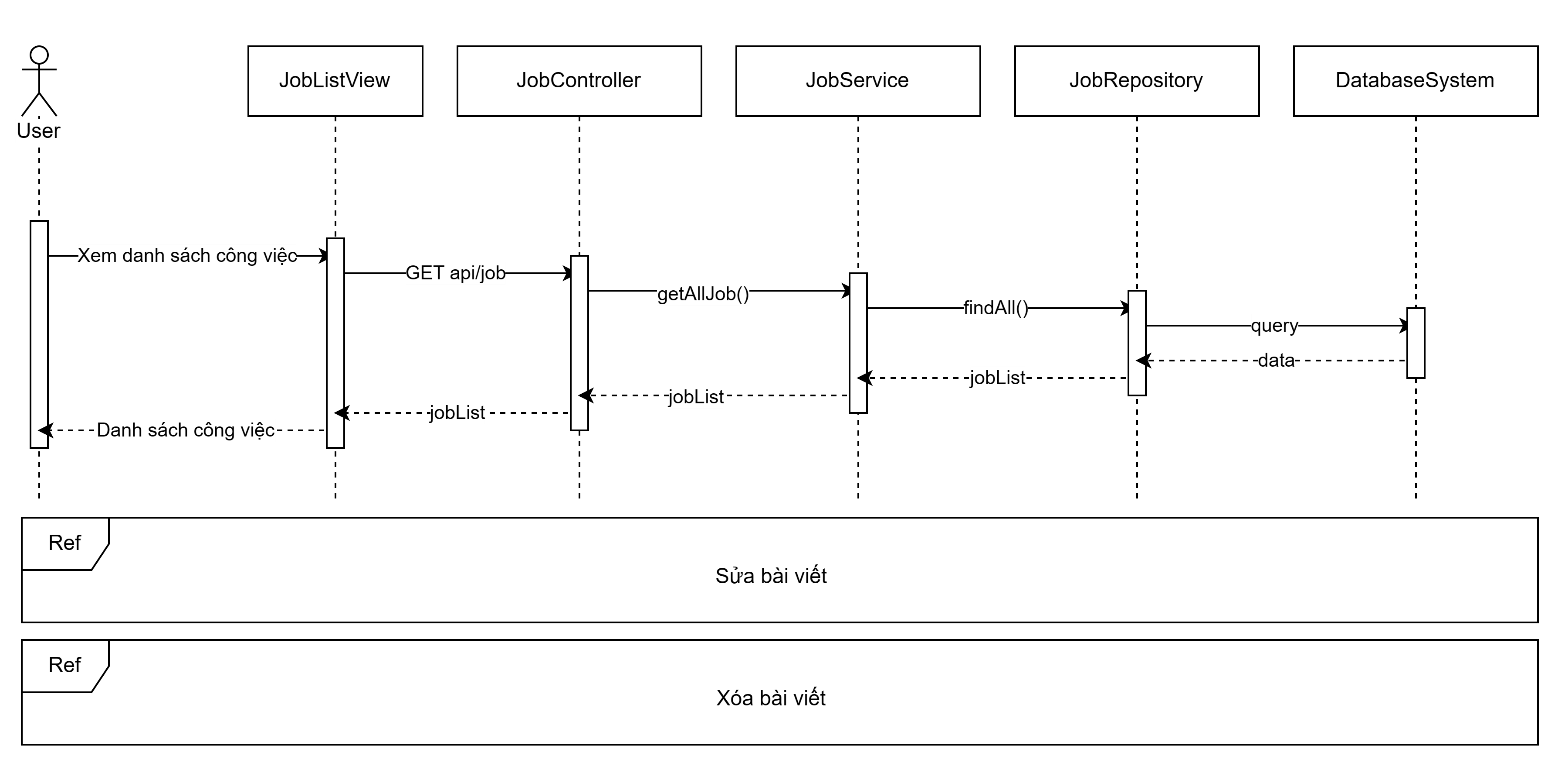 JobListView
JobController
JobService
JobRepository
DatabaseSystem
User
Xem danh sách công việc
GET api/job
getAllJob()
findAll()
query
data
jobList
jobList
jobList
Danh sách công việc
Ref
Sửa bài viết
Ref
Xóa bài viết